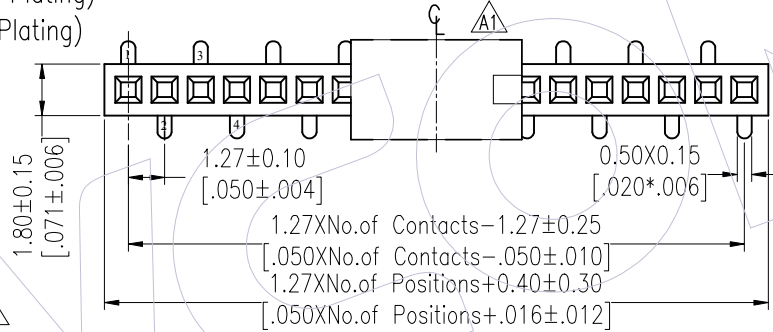 Plating)
Plating)
℄
A1
1
3
2
4
1.80±0.15
[.071±.006]
1.27±0.10
[.050±.004]
0.50X0.15
[.020*.006]
1.27XNo.of Contacts-1.27±0.25
[.050XNo.of Contacts-.050±.010]
1.27XNo.of Positions+0.40±0.30
[.050XNo.of Positions+.016±.012]